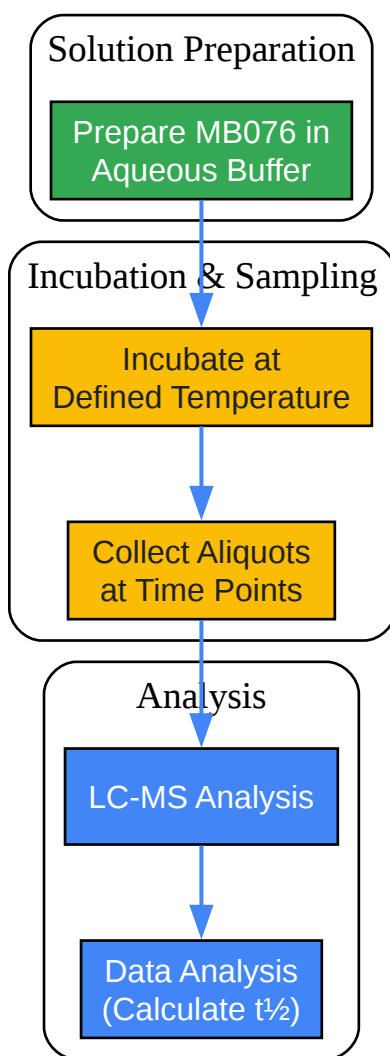 Solution Preparation
Prepare MB076 in
Aqueous Buffer
Incubation & Sampling
Incubate at
Defined Temperature
Collect Aliquots
at Time Points
Analysis
LC-MS Analysis
Data Analysis
(Calculate t½)